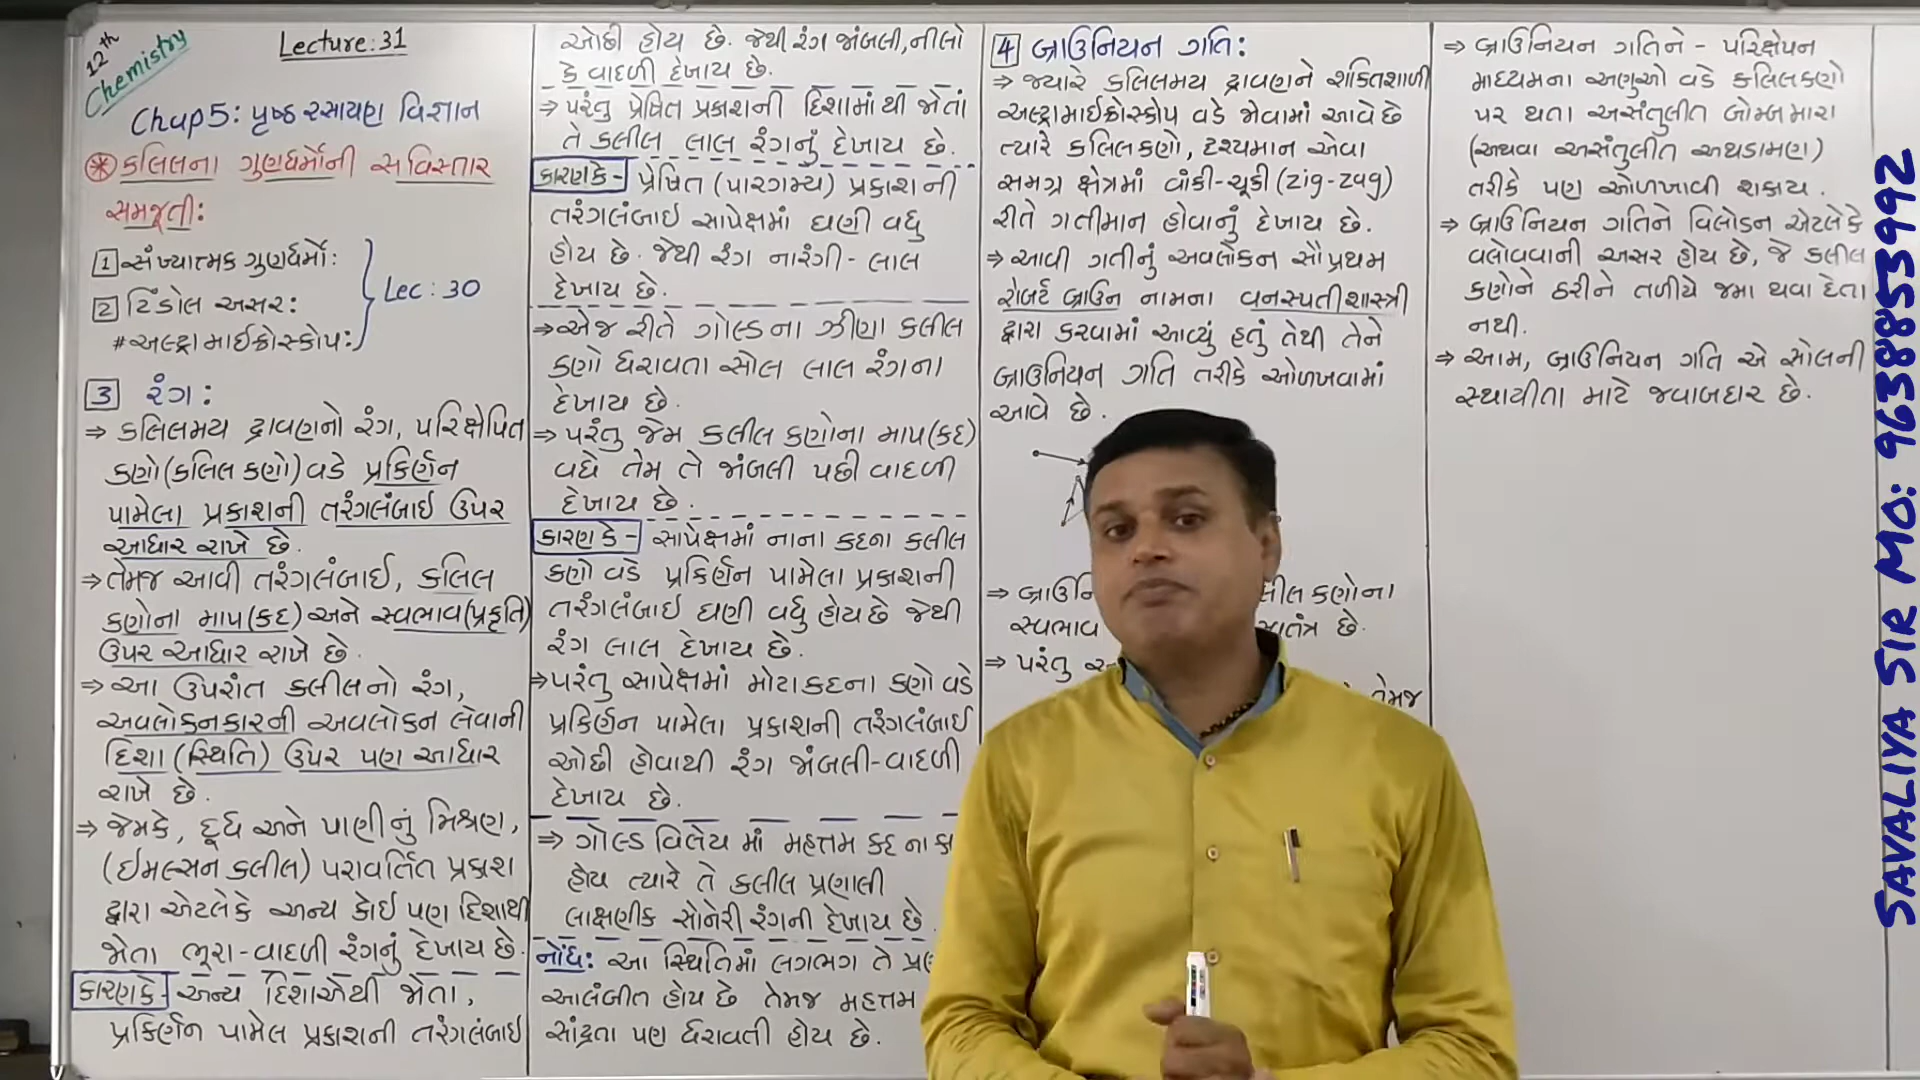 12th
Chemistry
Lecture: 31
Chap 5: પૃષ્ઠ રસાયણ વિજ્ઞાન
* કલિલના ગુણધર્મોની સવિસ્તાર
સમજૂતી:
1 સંખ્યાત્મક ગુણધર્મો:
2 ટિંડોલ અસર:
# અલ્ટ્રામાઈક્રોસ્કોપ:
Lec: 30
3 રંગ:
⇒ કલિલમય દ્રાવણનો રંગ, પરિક્ષેપિત
કણો (કલિલ કણો) વડે પ્રકિર્ણન
પામેલા પ્રકાશની તરંગલંબાઈ ઉપર
આધાર રાખે છે.
⇒ તેમજ આવી તરંગલંબાઈ, કલિલ
કણોના માપ(કદ) અને સ્વભાવ(પ્રકૃતિ)
ઉપર આધાર રાખે છે.
⇒ આ ઉપરાંત કલીલનો રંગ,
અવલોકનકારની અવલોકન લેવાની
દિશા (સ્થિતિ) ઉપર પણ આધાર
રાખે છે.
⇒ જેમકે, દૂધ અને પાણીનું મિશ્રણ,
(ઈમલ્સન કલીલ) પરાવર્તિત પ્રકાશ
દ્વારા એટલેકે અન્ય કોઈ પણ દિશાથી
જોતા ભૂરા-વાદળી રંગનું દેખાય છે.
કારણકે- અન્ય દિશાએથી જોતા,
પ્રકિર્ણન પામેલ પ્રકાશની તરંગલંબાઈ
ઓછી હોય છે. જેથી રંગ જાંબલી, નીલો
કે વાદળી દેખાય છે.
⇒ પરંતુ પ્રેષિત પ્રકાશની દિશામાં થી જોતાં
તે કલીલ લાલ રંગનું દેખાય છે.
કારણકે- પ્રેષિત (પારગમ્ય) પ્રકાશની
તરંગલંબાઈ સાપેક્ષમાં ઘણી વધુ
હોય છે. જેથી રંગ નારંગી- લાલ
દેખાય છે.
⇒ એજ રીતે ગોલ્ડના ઝીણા કલીલ
કણો ધરાવતા સોલ લાલ રંગના
દેખાય છે.
⇒ પરંતુ જેમ કલીલ કણોના માપ(કદ)
વધે તેમ તે જાંબલી પછી વાદળી
દેખાય છે.
કારણ કે- સાપેક્ષમાં નાના કદના કલીલ
કણો વડે પ્રકિર્ણન પામેલા પ્રકાશની
તરંગલંબાઈ ઘણી વધુ હોય છે જેથી
રંગ લાલ દેખાય છે.
⇒ પરંતુ સાપેક્ષમાં મોટા કદના કણો વડે
પ્રકિર્ણન પામેલા પ્રકાશની તરંગલંબાઈ
ઓછી હોવાથી રંગ જાંબલી-વાદળી
દેખાય છે.
⇒ ગોલ્ડ વિલેય માં મહત્તમ કદ ના
હોય ત્યારે તે કલીલ પ્રણાલી
લાક્ષણીક સોનેરી રંગની દેખાય છે.
નોંધ: આ સ્થિતિમાં લગભગ તે
આલંબીત હોય છે તેમજ મહત્તમ
સાંદ્રતા પણ ધરાવતી હોય છે.
4 બ્રાઉનિયન ગતિ:
⇒ જ્યારે કલિલમય દ્રાવણને શક્તિશાળી
અલ્ટ્રામાઈક્રોસ્કોપ વડે જોવામાં આવે છે
ત્યારે કલિલકણો, દ્રશ્યમાન એવા
સમગ્ર ક્ષેત્રમાં વાંકી-ચૂકી (zig-zag)
રીતે ગતીમાન હોવાનું દેખાય છે.
⇒ આવી ગતીનું અવલોકન સૌ પ્રથમ
રોબર્ટ બ્રાઉન નામના વનસ્પતીશાસ્ત્રી
દ્વારા કરવામાં આવ્યું હતું તેથી તેને
બ્રાઉનિયન ગતિ તરીકે ઓળખવામાં
આવે છે.
કણોના
સ્વભાવ છે.
⇒ પરંતુ
તેમજ
⇒ બ્રાઉનિયન ગતિને - પરિક્ષેપન
માધ્યમના અણુઓ વડે કલિલકણો
પર થતા અસંતુલીત બોમ્બ મારા
(અથવા અસંતુલીત અથડામણ)
તરીકે પણ ઓળખાવી શકાય.
⇒ બ્રાઉનિયન ગતિને વિલોડન એટલેકે
વલોવવાની અસર હોય છે, જે કલીલ
કણોને ઠરીને તળીયે જમા થવા દેતા
નથી.
⇒ આમ, બ્રાઉનિયન ગતિ એ સોલની
સ્થાયીતા માટે જવાબદાર છે.
SAVALIYA SIR MO: 9638853992